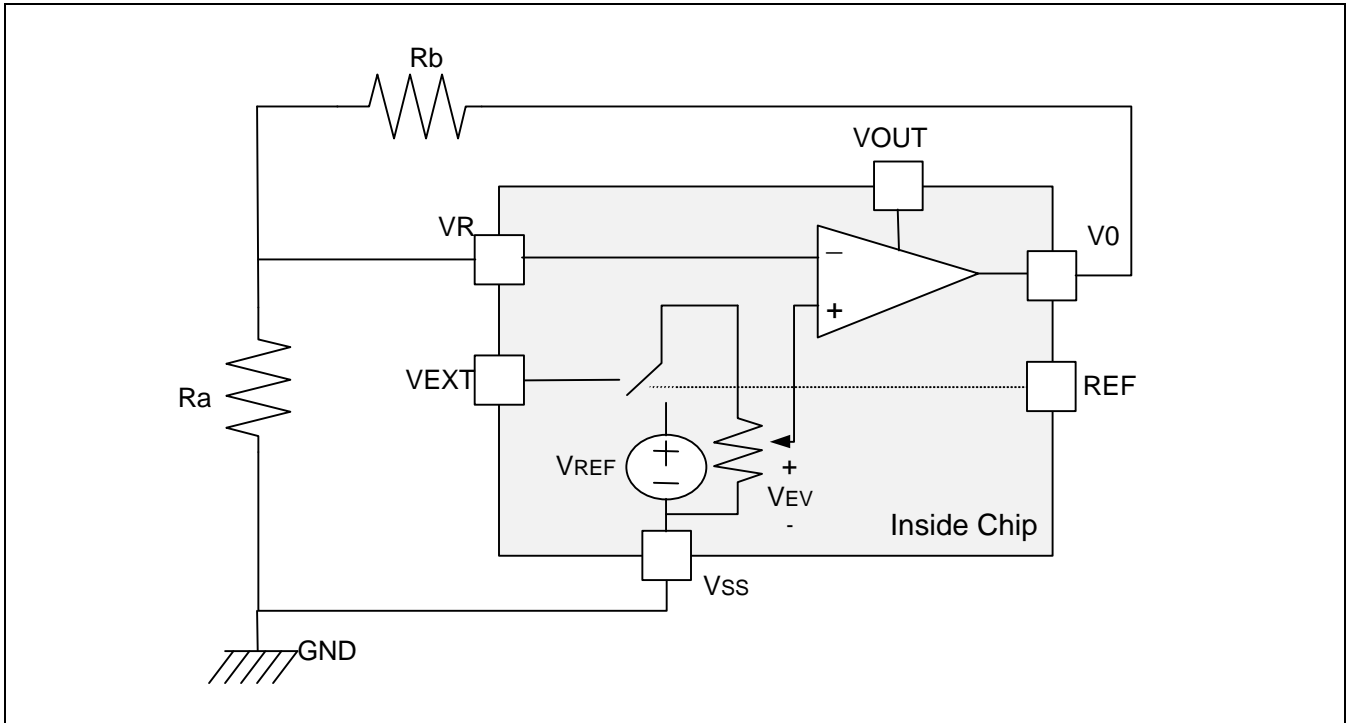 Rb
VOUT
VR
V0
−
+
VEXT
REF
Ra
+
−
VREF
+
VEV
-
Inside Chip
VSS
GND